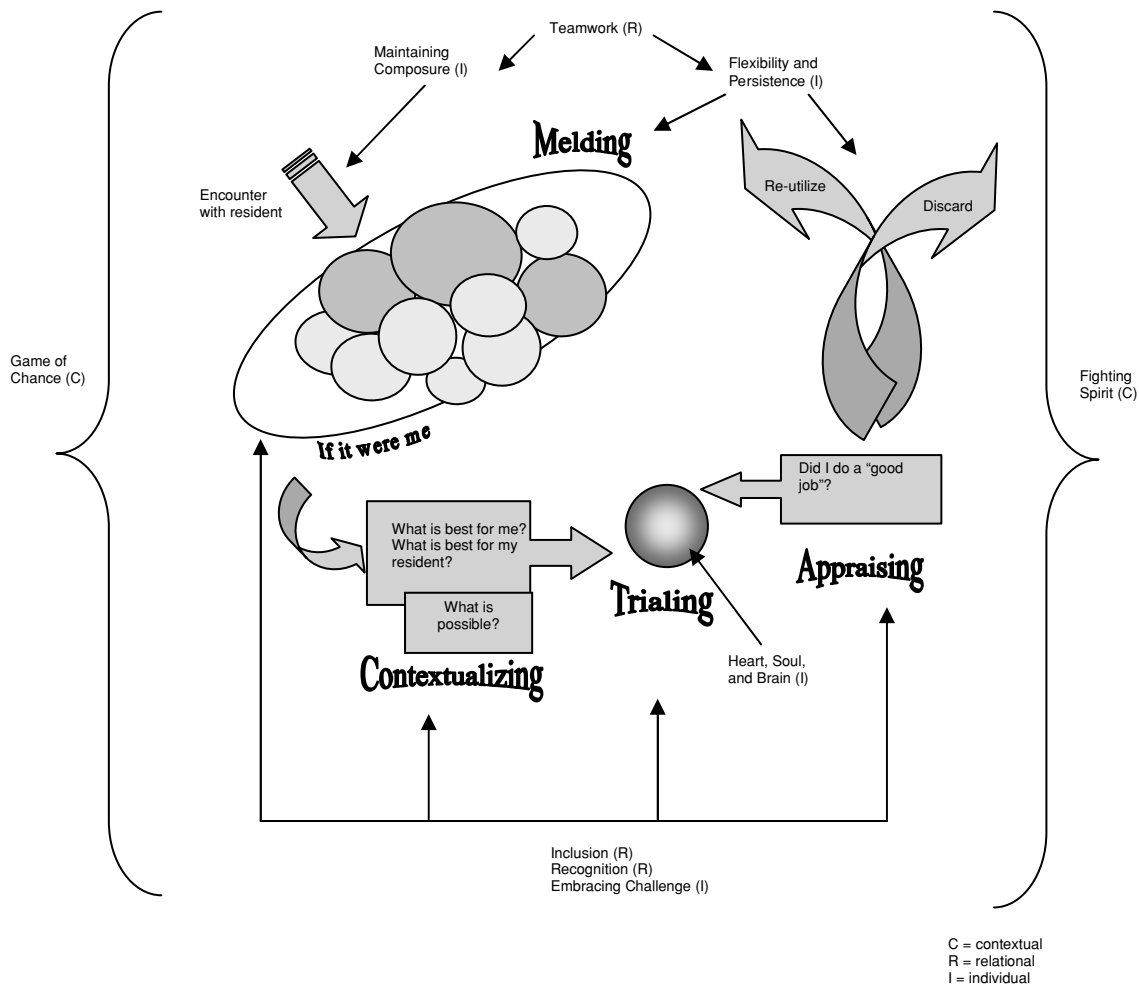 Teamwork (R)
Maintaining
Composure (I)
Flexibility and
Persistence (I)
Melding
Encounter
with resident
Re-utilize
Discard
Game of
Chance (C)
Fighting
Spirit (C)
If it were me
Did I do a “good
job”?
What is best for me?
What is best for my
resident?
What is
possible?
Appraising
Trialing
Contextualizing
Heart, Soul,
and Brain (I)
Inclusion (R)
Recognition (R)
Embracing Challenge (I)
C = contextual
R = relational
I = individual